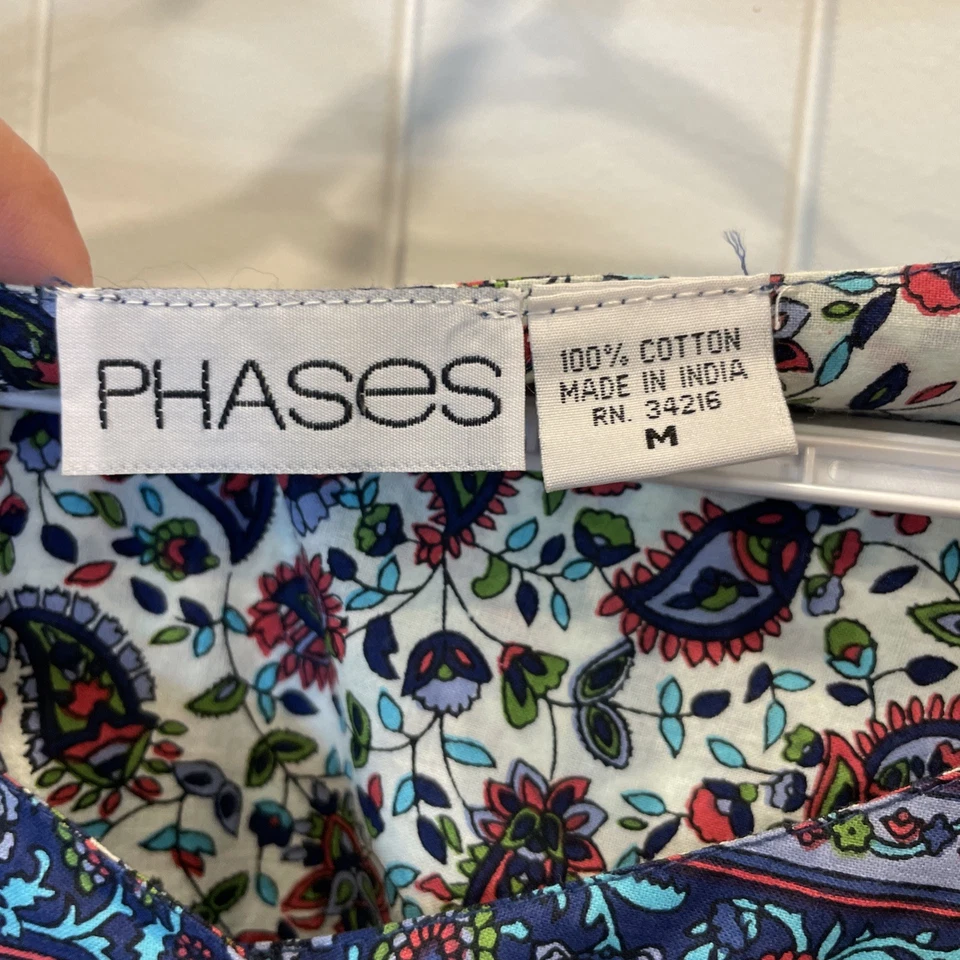 PHASes
100% COTTON
MADE IN INDIA
RN. 34216
M